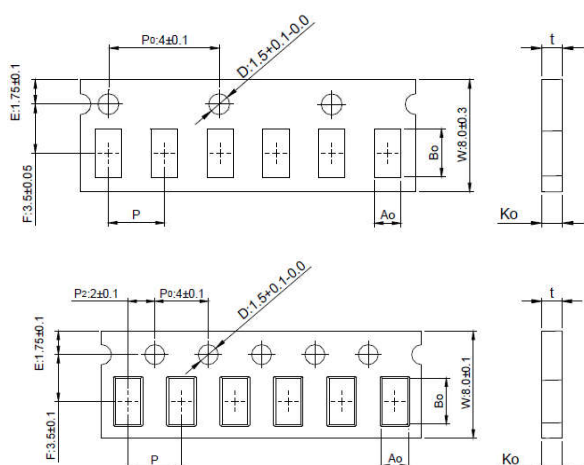 P0:4±0.1
D:1.5+0.1-0.0
t
E:1.75±0.1
F:3.5±0.05
Bo
W:8.0±0.3
P
Ao
Ko
P2:2±0.1
P0:4±0.1
D:1.5+0.1-0.0
t
E:1.75±0.1
F:3.5±0.1
Bo
W:8.0±0.1
P
Ao
Ko